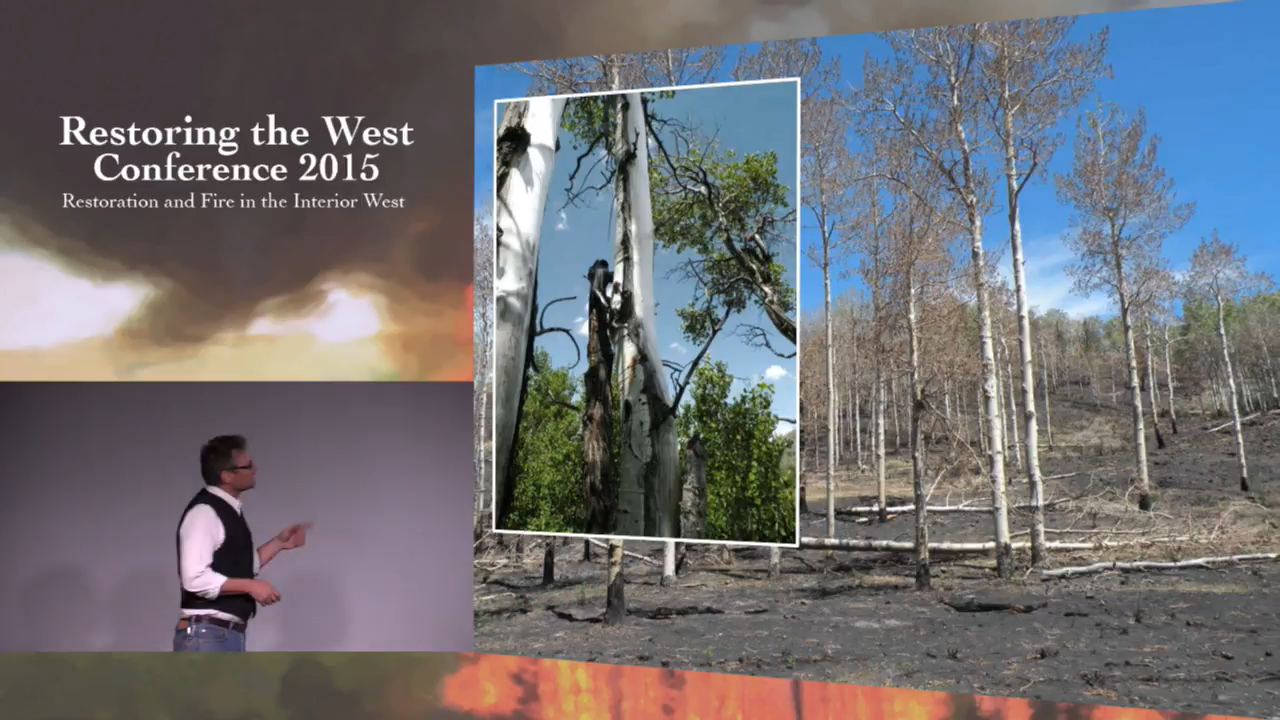 Restoring the West
Conference 2015
Restoration and Fire in the Interior West